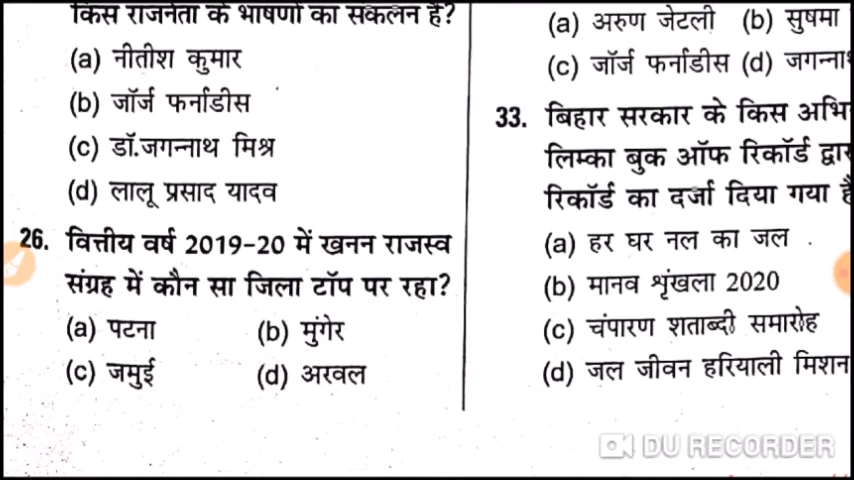 किस राजनेता के भाषणों का संकलन है?
(a) नीतीश कुमार
(b) जॉर्ज फर्नाडीस
(c) डॉ.जगन्नाथ मिश्र
(d) लालू प्रसाद यादव
26. वित्तीय वर्ष 2019-20 में खनन राजस्व
संग्रह में कौन सा जिला टॉप पर रहा?
(a) पटना (b) मुंगेर
(c) जमुई (d) अरवल
(a) अरुण जेटली (b) सुषमा
(c) जॉर्ज फर्नाडीस (d)
33. बिहार सरकार के किस
लिम्का बुक ऑफ रिकॉर्ड
रिकॉर्ड का दर्जा दिया गया है
(a) हर घर नल का जल
(b) मानव शृंखला 2020
(c) चंपारण शताब्दी समारोह
(d) जल जीवन हरियाली मिशन
DU RECORDER